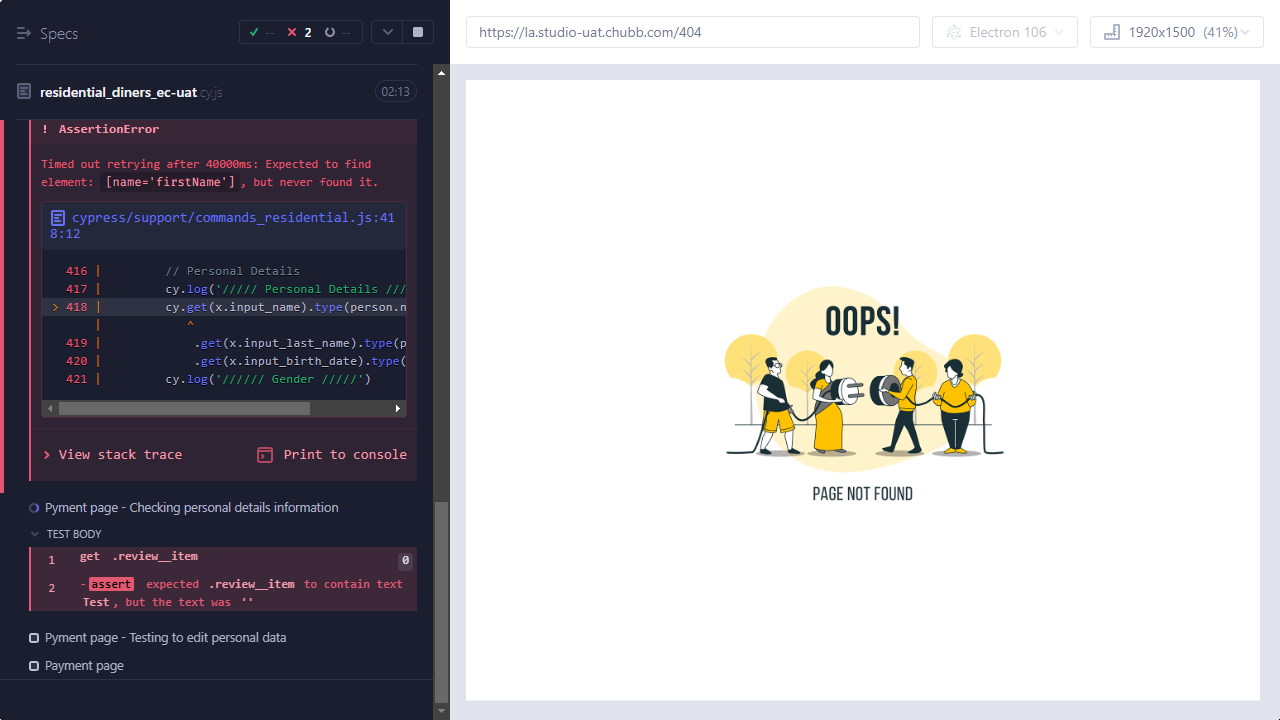 Specs
-- 2 --
residential_diners_ec-uat.cy.js 02:13
! AssertionError
Timed out retrying after 40000ms: Expected to find
element: [name='firstName'], but never found it.
cypress/support/commands_residential.js:41
8:12
416 | // Personal Details
417 | cy.log('///// Personal Details ///
> 418 | cy.get(x.input_name).type(person.n
| ^
419 | .get(x.input_last_name).type(p
420 | .get(x.input_birth_date).type(
421 | cy.log('////// Gender /////')
View stack trace
Print to console
Pyment page - Checking personal details information
TEST BODY
1 get .review__item 0
2 -assert expected .review__item to contain text
Test, but the text was ''
Pyment page - Testing to edit personal data
Payment page
https://la.studio-uat.chubb.com/404
Electron 106
1920x1500 (41%)
OOPS!
PAGE NOT FOUND